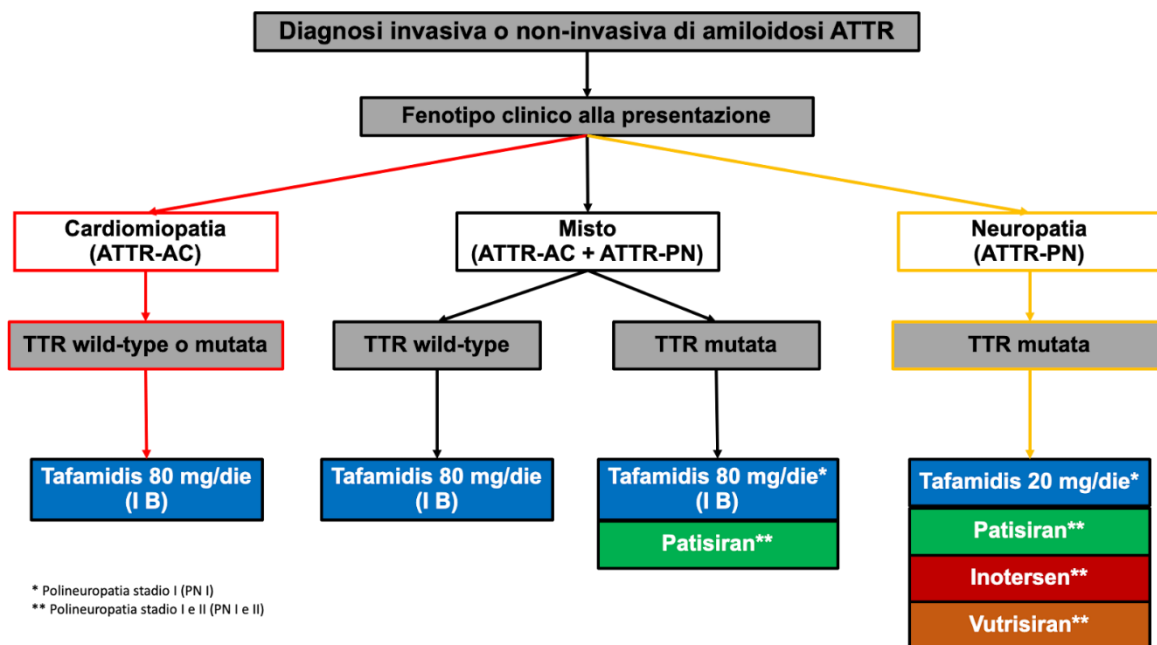 Diagnosi invasiva o non-invasiva di amiloidosi ATTR
Fenotipo clinico alla presentazione
Cardiomiopatia
(ATTR-AC)
Misto
(ATTR-AC + ATTR-PN)
Neuropatia
(ATTR-PN)
TTR wild-type o mutata
TTR wild-type
TTR mutata
TTR mutata
Tafamidis 80 mg/die
(I B)
Tafamidis 80 mg/die
(I B)
Tafamidis 80 mg/die*
(I B)
Patisiran**
Tafamidis 20 mg/die*
Patisiran**
Inotersen**
Vutrisiran**
* Polineuropatia stadio I (PN I)
** Polineuropatia stadio I e II (PN I e II)